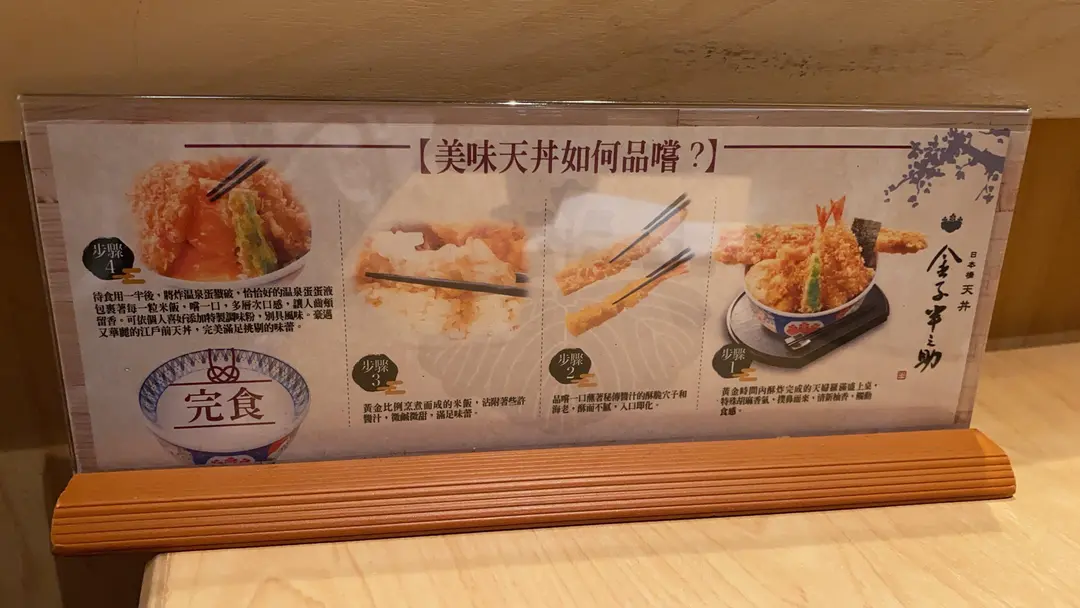 【美味天丼如何品嚐？】
日本橋 天丼
金子半之助
步驟
1
黃金時間內酥炸完成的天婦羅滿盛上桌，
特殊胡麻香氣，撲鼻而來，清新柚香，觸動
食感。
步驟
2
品嚐一口蘸著秘傳醬汁的酥脆穴子和
海老，酥而不膩，入口即化。
步驟
3
黃金比例烹煮而成的米飯，沾附著些許
醬汁，微鹹微甜，滿足味蕾。
步驟
4
待食用一半後，將炸溫泉蛋戳破，恰恰好的溫泉蛋蛋液
包裹著每一粒米飯，嚐一口，多層次口感，讓人齒頰
留香。可依個人喜好添加特製調味粉，別具風味。豪邁
又華麗的江戶前天丼，完美滿足挑剔的味蕾。
完食